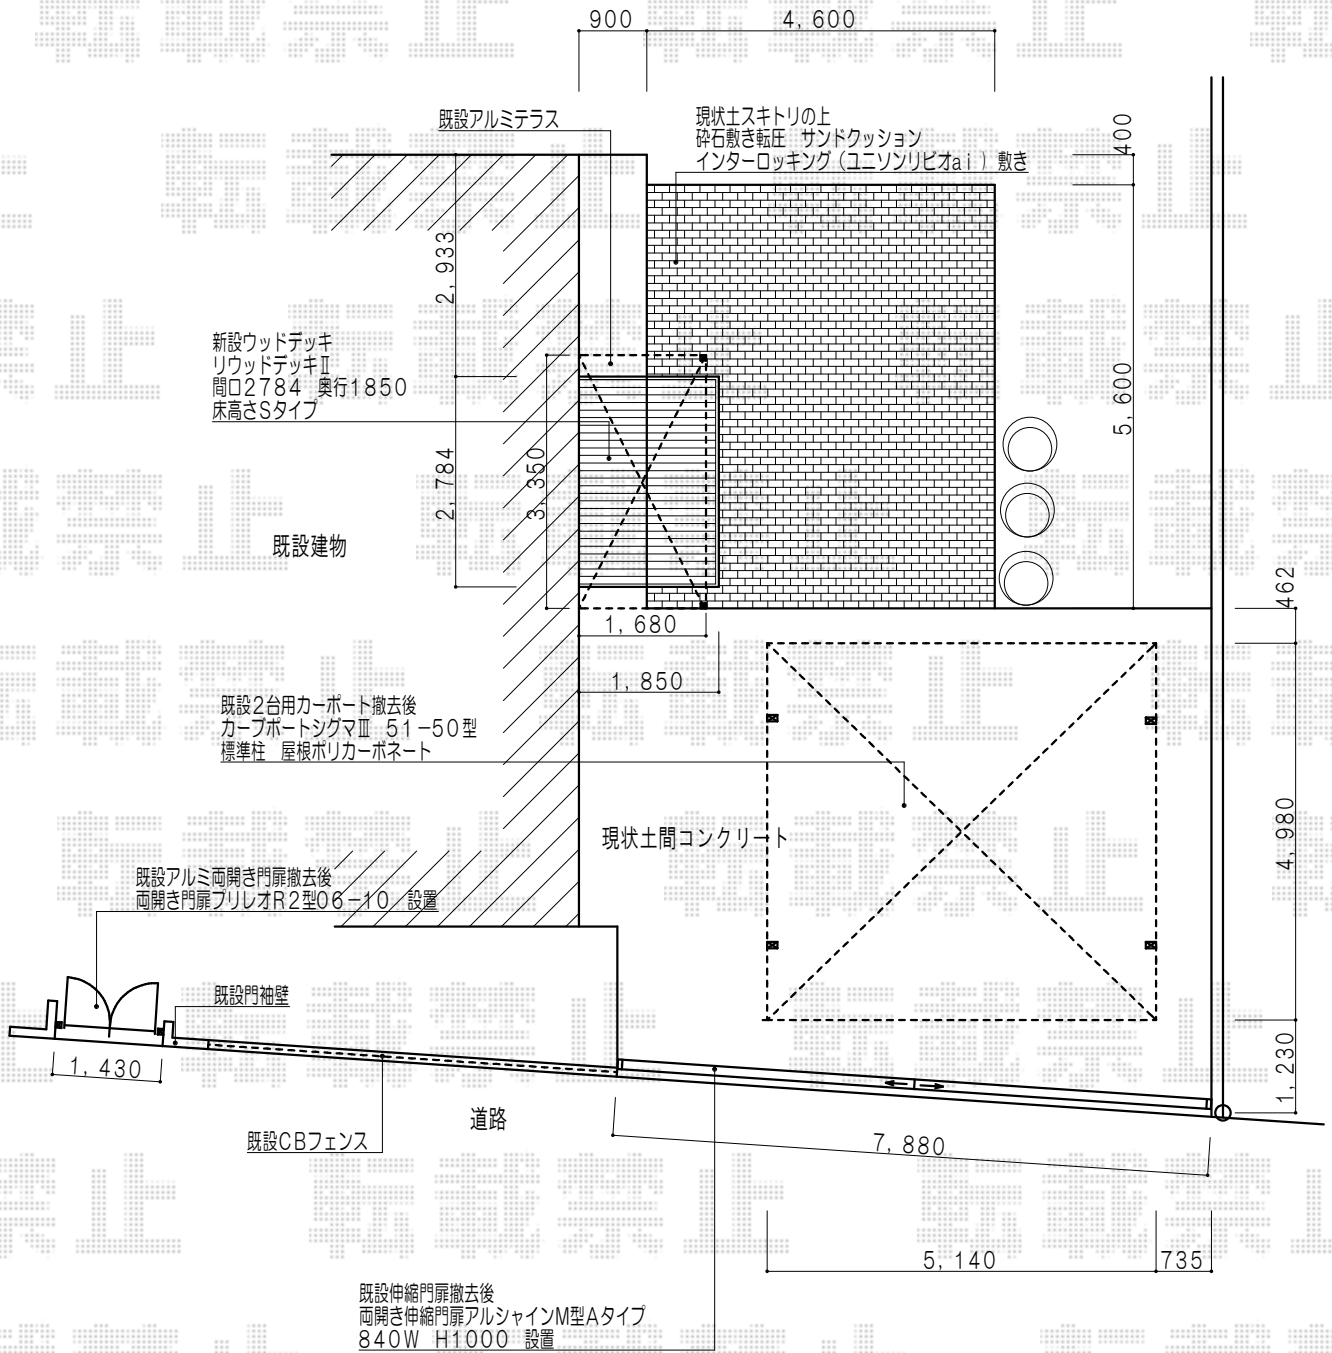 900
4,600
既設アルミテラス
現状土スキトリの上
砕石敷き転圧 サンドクッション
インターロッキング(ユニソンリビオai)敷き
400
2,933
新設ウッドデッキ
リウッドデッキⅡ
間口2784 奥行1850
床高さSタイプ
5,600
2,784
3,350
既設建物
462
1,680
1,850
既設2台用カーポート撤去後
カーブポートシグマⅢ 51-50型
標準柱 屋根ポリカーボネート
現状土間コンクリート
4,980
既設アルミ両開き門扉撤去後
両開き門扉プリレオR2型06-10 設置
既設門袖壁
1,430
1,230
道路
既設CBフェンス
7,880
5,140
735
既設伸縮門扉撤去後
両開き伸縮門扉アルシャインM型Aタイプ
840W H1000 設置
転載禁止